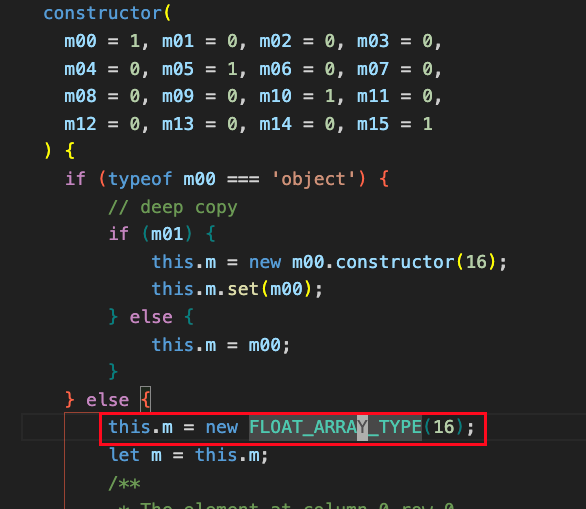 constructor(
m00 = 1, m01 = 0, m02 = 0, m03 = 0,
m04 = 0, m05 = 1, m06 = 0, m07 = 0,
m08 = 0, m09 = 0, m10 = 1, m11 = 0,
m12 = 0, m13 = 0, m14 = 0, m15 = 1
) {
if (typeof m00 === 'object') {
// deep copy
if (m01) {
this.m = new m00.constructor(16);
this.m.set(m00);
} else {
this.m = m00;
}
} else {
this.m = new FLOAT_ARRAY_TYPE(16);
let m = this.m;
/**
* The element at column 0 row 0